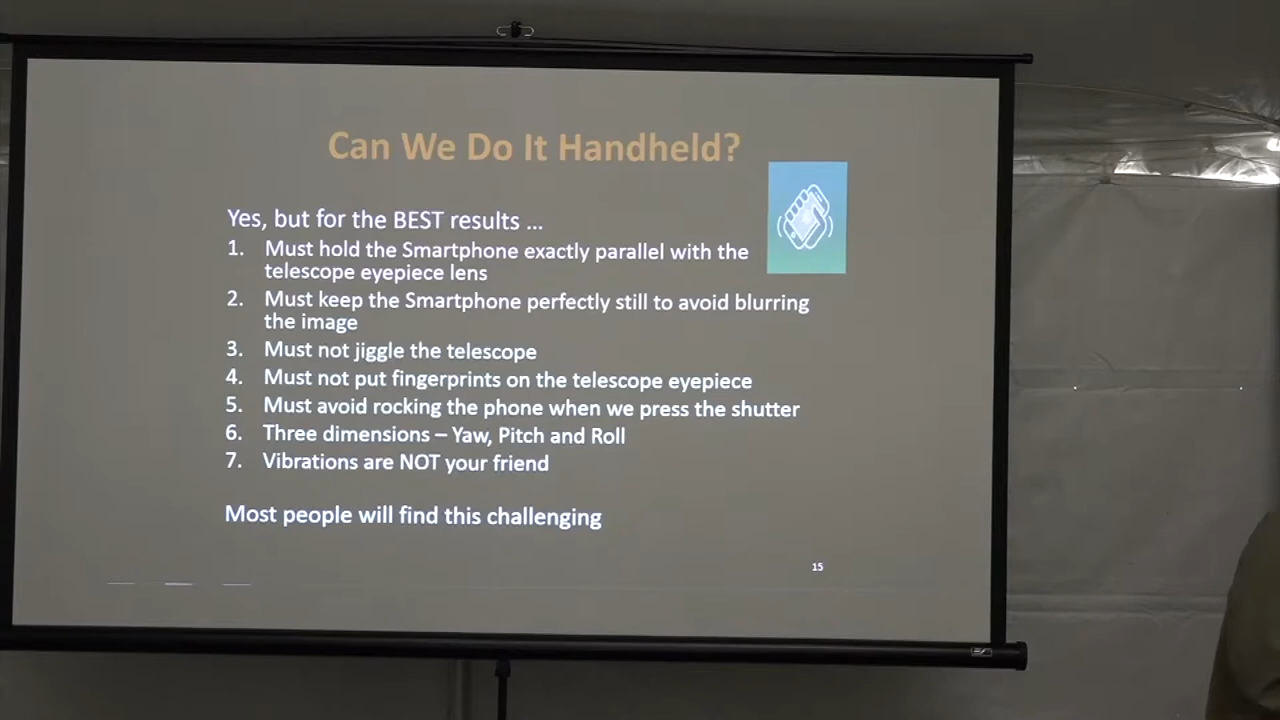 Can We Do It Handheld?
Yes, but for the BEST results ...
1. Must hold the Smartphone exactly parallel with the
telescope eyepiece lens
2. Must keep the Smartphone perfectly still to avoid blurring
the image
3. Must not jiggle the telescope
4. Must not put fingerprints on the telescope eyepiece
5. Must avoid rocking the phone when we press the shutter
6. Three dimensions – Yaw, Pitch and Roll
7. Vibrations are NOT your friend
Most people will find this challenging
15